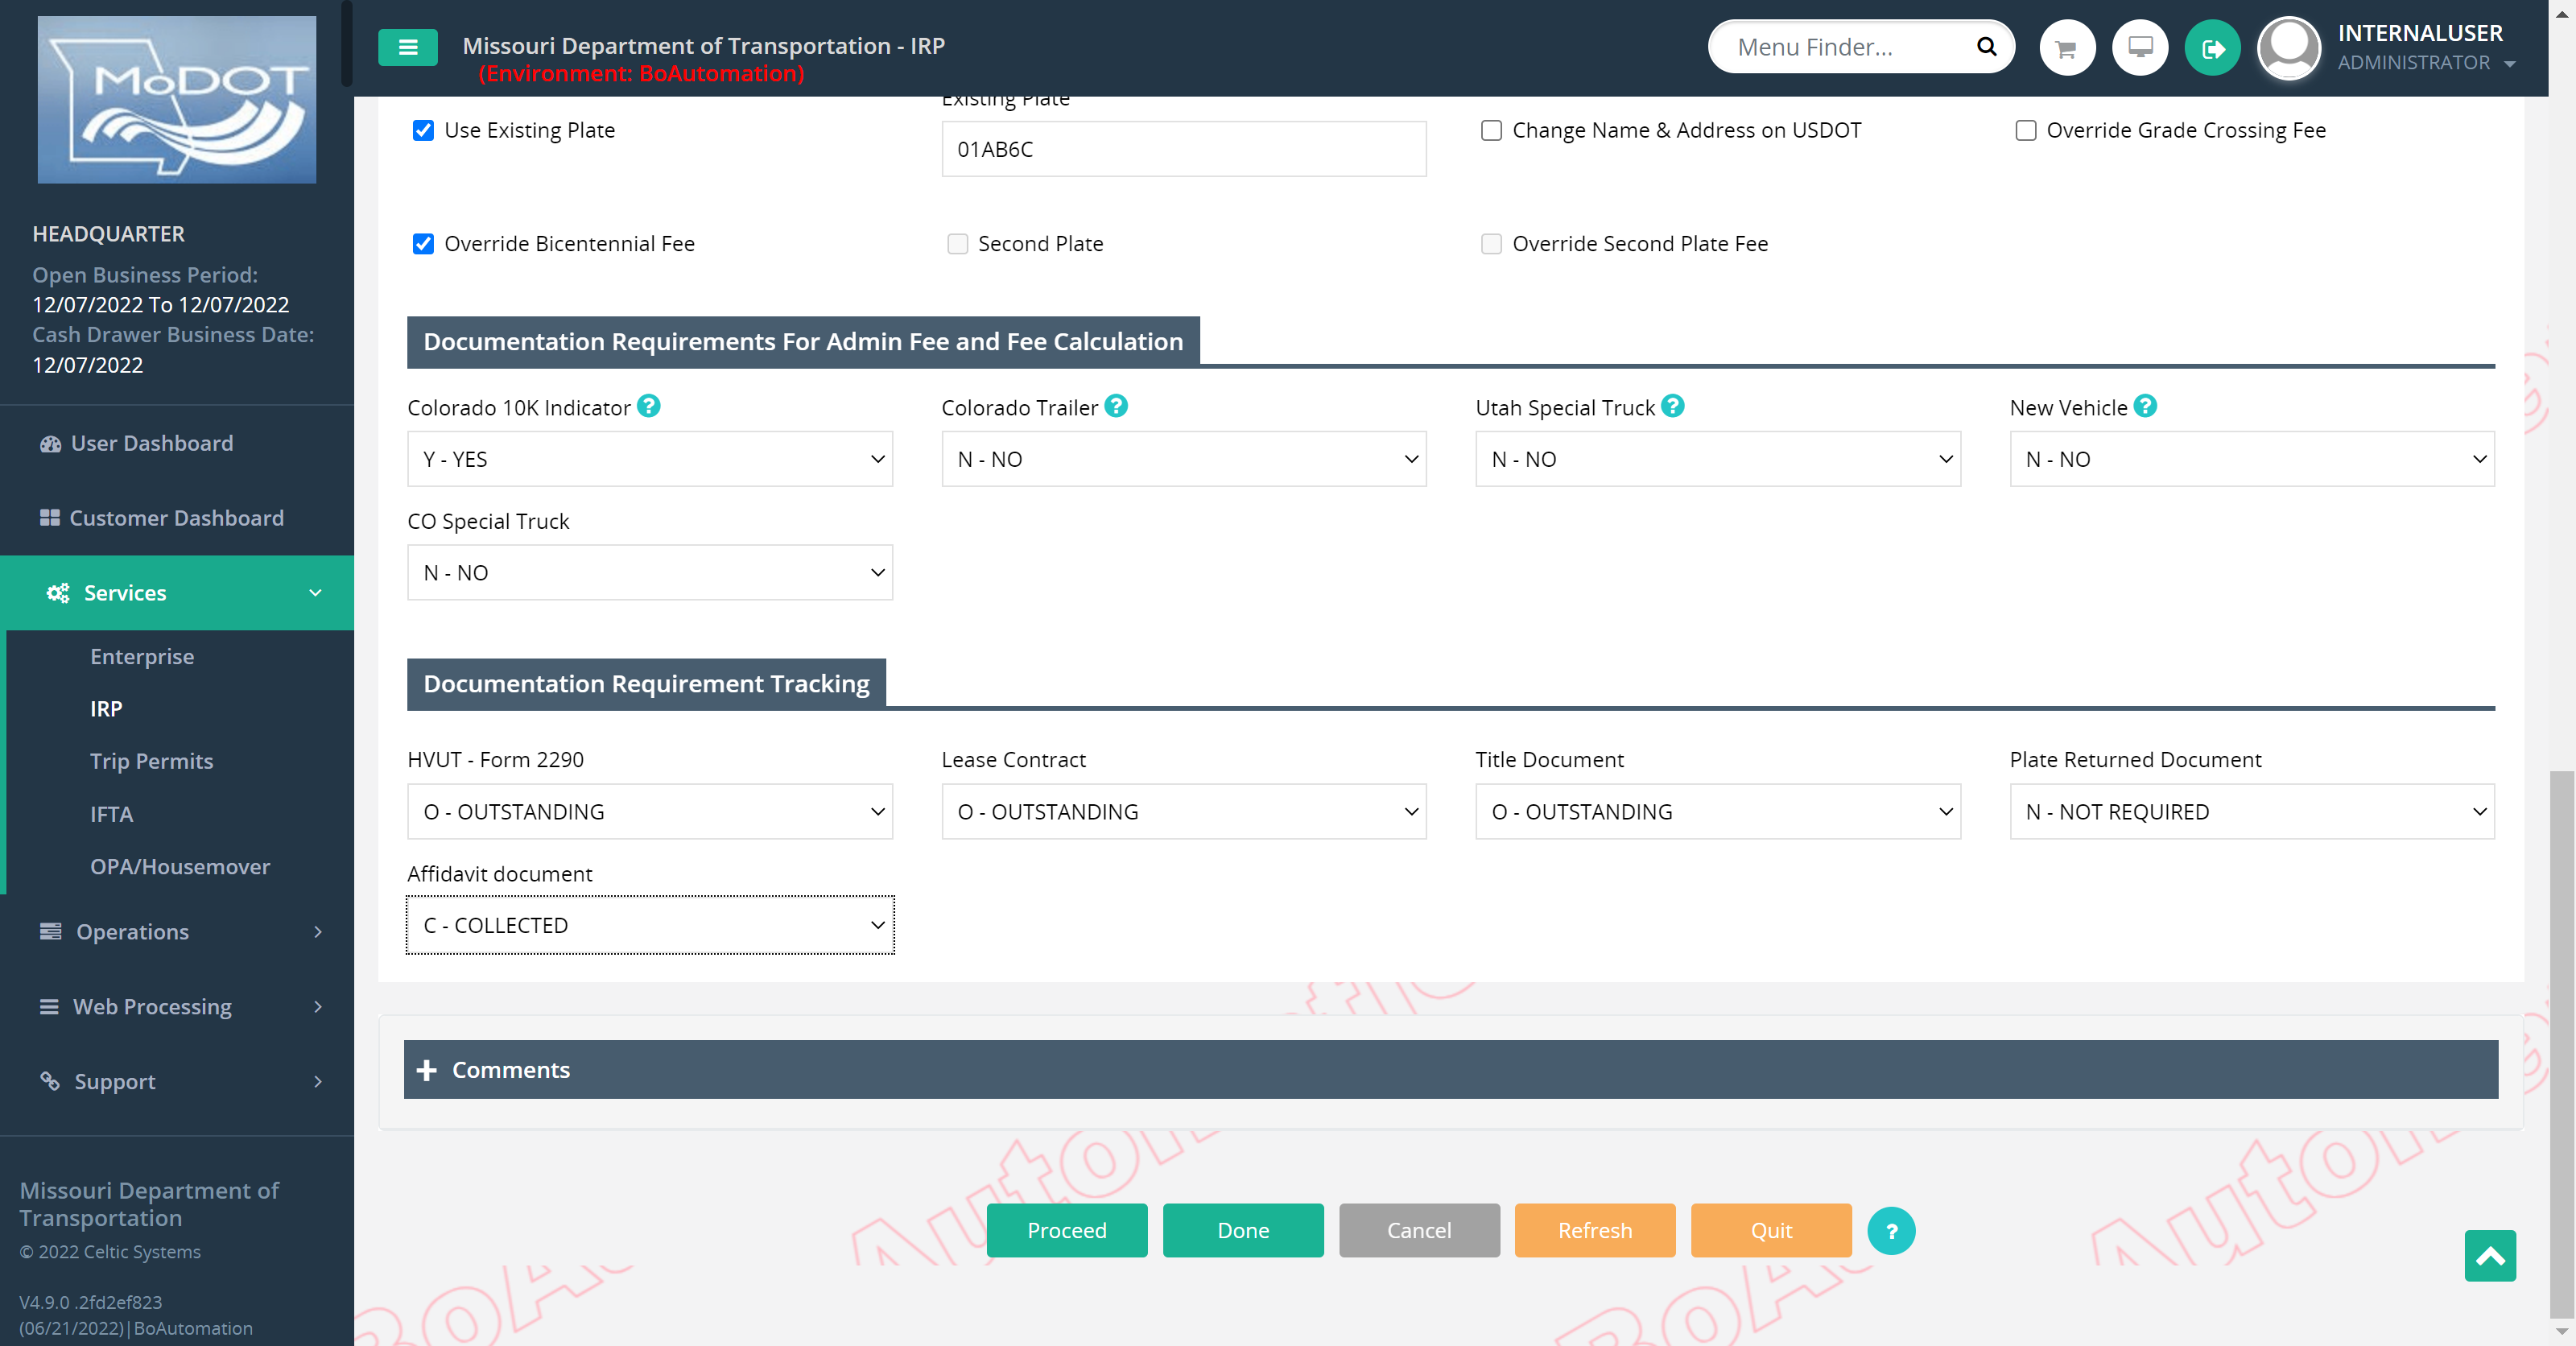 MoDOT
Missouri Department of Transportation - IRP
(Environment: BoAutomation)
Menu Finder...
INTERNALUSER
ADMINISTRATOR
HEADQUARTER
Open Business Period:
12/07/2022 To 12/07/2022
Cash Drawer Business Date:
12/07/2022
User Dashboard
Customer Dashboard
Services
Enterprise
IRP
Trip Permits
IFTA
OPA/Housemover
Operations
Web Processing
Support
Missouri Department of
Transportation
© 2022 Celtic Systems
V4.9.0 .2fd2ef823
(06/21/2022)|BoAutomation
Existing Plate
Use Existing Plate
01AB6C
Change Name & Address on USDOT
Override Grade Crossing Fee
Override Bicentennial Fee
Second Plate
Override Second Plate Fee
Documentation Requirements For Admin Fee and Fee Calculation
Colorado 10K Indicator ?
Colorado Trailer ?
Utah Special Truck ?
New Vehicle ?
Y - YES
N - NO
N - NO
N - NO
CO Special Truck
N - NO
Documentation Requirement Tracking
HVUT - Form 2290
Lease Contract
Title Document
Plate Returned Document
O - OUTSTANDING
O - OUTSTANDING
O - OUTSTANDING
N - NOT REQUIRED
Affidavit document
C - COLLECTED
Comments
Proceed
Done
Cancel
Refresh
Quit
?